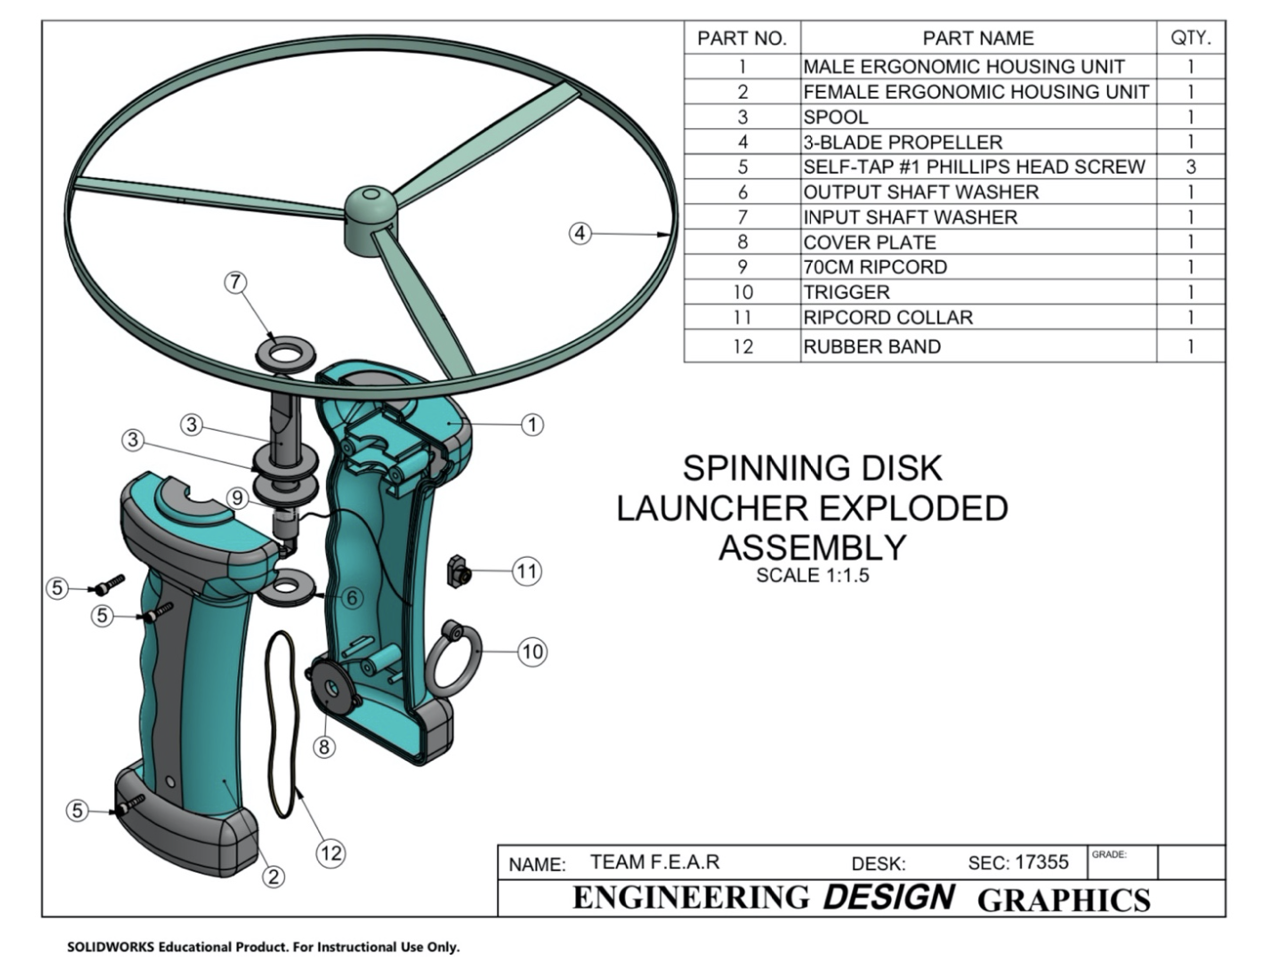 PART NO. PART NAME QTY.
1 MALE ERGONOMIC HOUSING UNIT 1
2 FEMALE ERGONOMIC HOUSING UNIT 1
3 SPOOL 1
4 3-BLADE PROPELLER 1
5 SELF-TAP #1 PHILLIPS HEAD SCREW 3
6 OUTPUT SHAFT WASHER 1
7 INPUT SHAFT WASHER 1
8 COVER PLATE 1
9 70CM RIPCORD 1
10 TRIGGER 1
11 RIPCORD COLLAR 1
12 RUBBER BAND 1
4
7
3
1
3
9
11
5
6
5
10
8
5
12
2
SPINNING DISK
LAUNCHER EXPLODED
ASSEMBLY
SCALE 1:1.5
NAME: TEAM F.E.A.R DESK: SEC: 17355 GRADE:
ENGINEERING DESIGN GRAPHICS
SOLIDWORKS Educational Product. For Instructional Use Only.